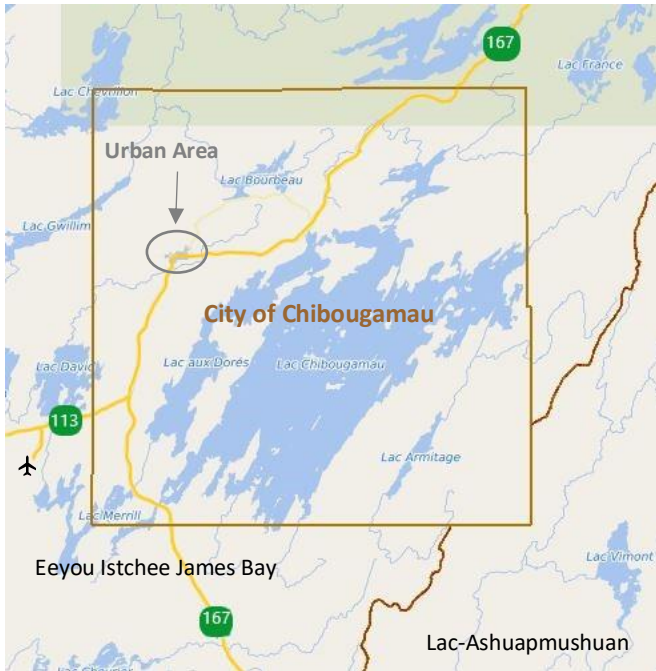 167
Lac France
Lac Chevrillon
Urban Area
Lac Bourbeau
Lac Gwillim
City of Chibougamau
Lac David
Lac aux Dorés
Lac Chibougamau
113
Lac Armitage
Lac Merrill
Lac Vimont
Eeyou Istchee James Bay
167
Lac-Ashuapmushuan